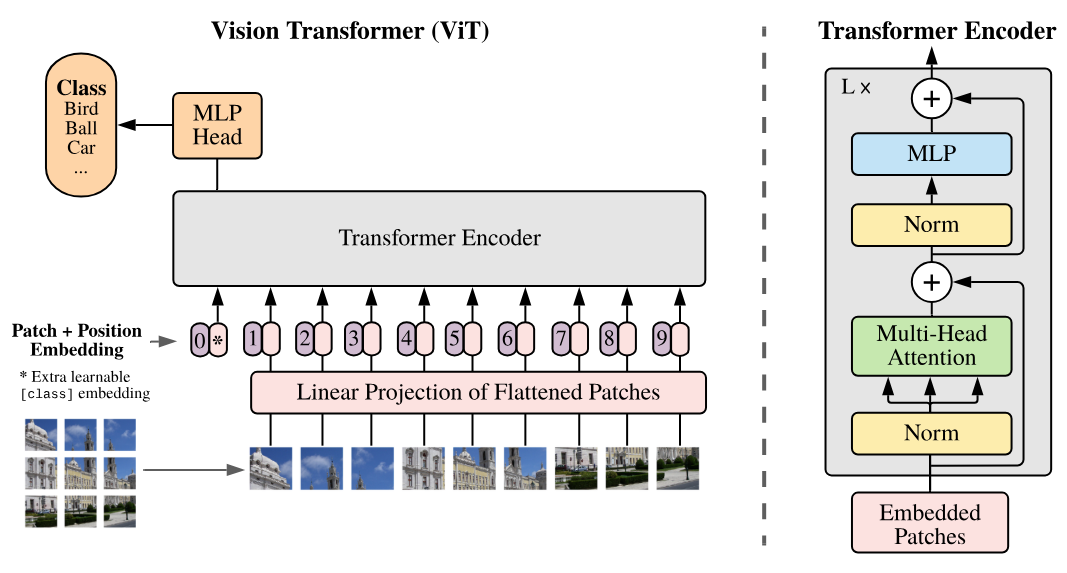 Vision Transformer (ViT)
Class
Bird
Ball
Car
...
MLP
Head
Transformer Encoder
Patch + Position
Embedding
* Extra learnable
[class] embedding
0 * 1 2 3 4 5 6 7 8 9
Linear Projection of Flattened Patches
Transformer Encoder
L ×
+
MLP
Norm
+
Multi-Head
Attention
Norm
Embedded
Patches